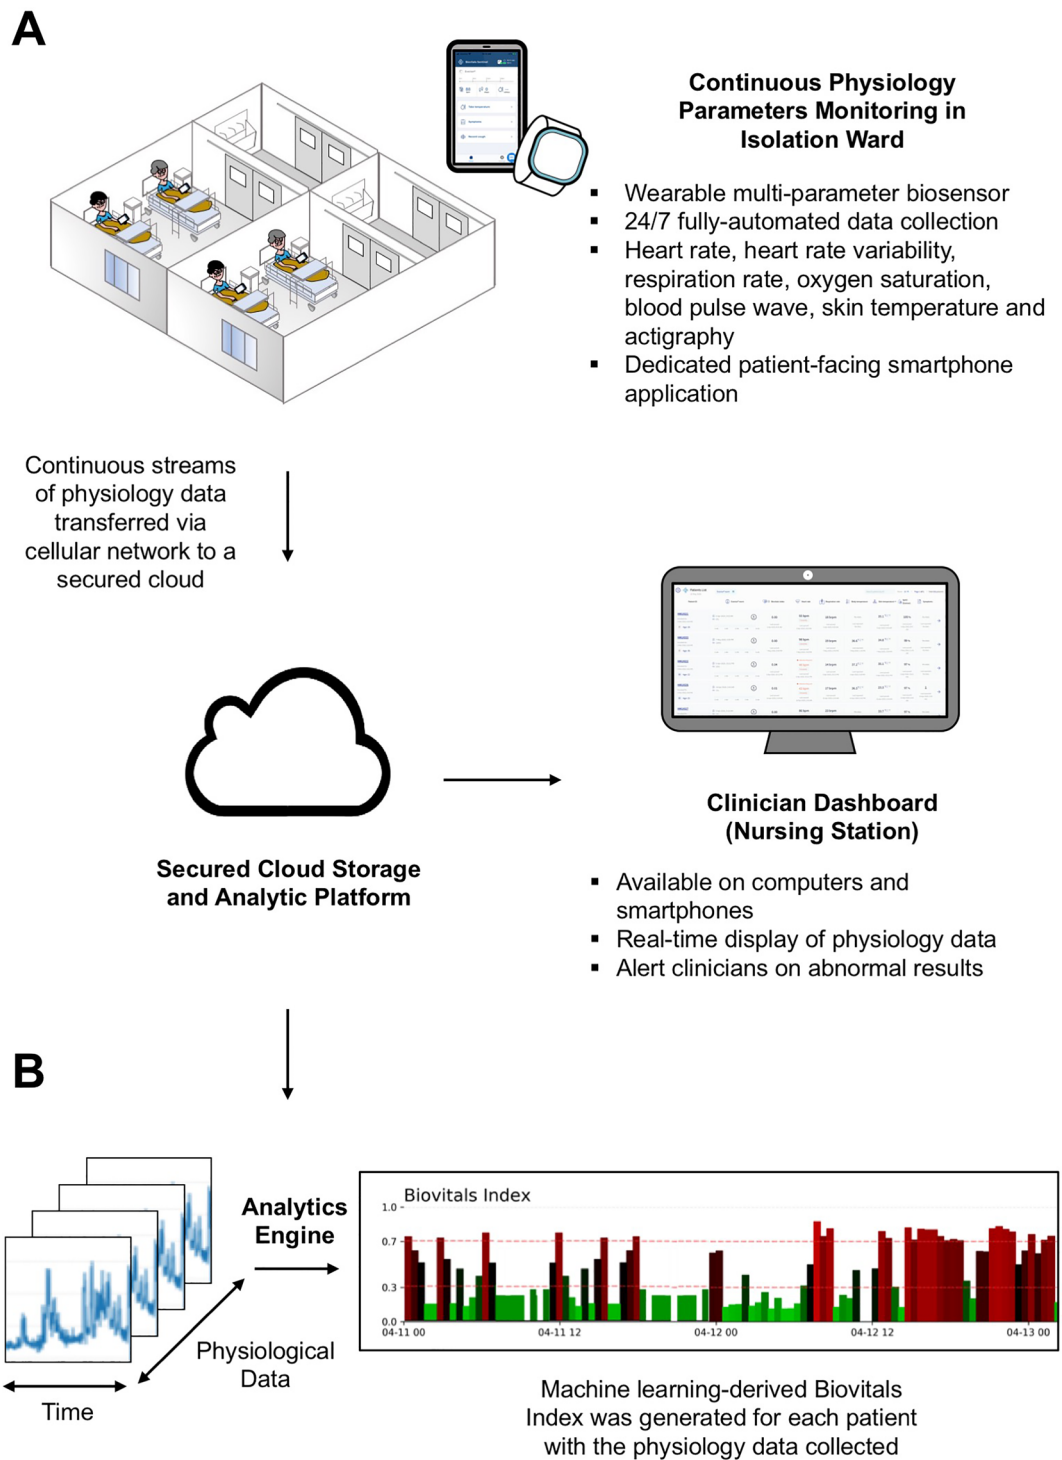 A
Continuous Physiology
Parameters Monitoring in
Isolation Ward
▪ Wearable multi-parameter biosensor
▪ 24/7 fully-automated data collection
▪ Heart rate, heart rate variability,
respiration rate, oxygen saturation,
blood pulse wave, skin temperature and
actigraphy
▪ Dedicated patient-facing smartphone
application
Continuous streams
of physiology data
transferred via
cellular network to a
secured cloud
Secured Cloud Storage
and Analytic Platform
Clinician Dashboard
(Nursing Station)
▪ Available on computers and
smartphones
▪ Real-time display of physiology data
▪ Alert clinicians on abnormal results
B
Analytics
Engine
Physiological
Data
Time
Biovitals Index
1.0
0.7
0.3
0.0
04-11 00
04-11 12
04-12 00
04-12 12
04-13 00
Machine learning-derived Biovitals
Index was generated for each patient
with the physiology data collected